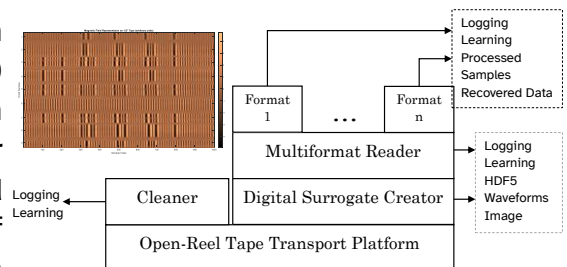 Logging
Learning
Processed
Samples
Recovered Data
Format
1
...
Format
n
Multiformat Reader
Logging
Learning
HDF5
Waveforms
Image
Logging
Learning
Cleaner
Digital Surrogate Creator
Open-Reel Tape Transport Platform